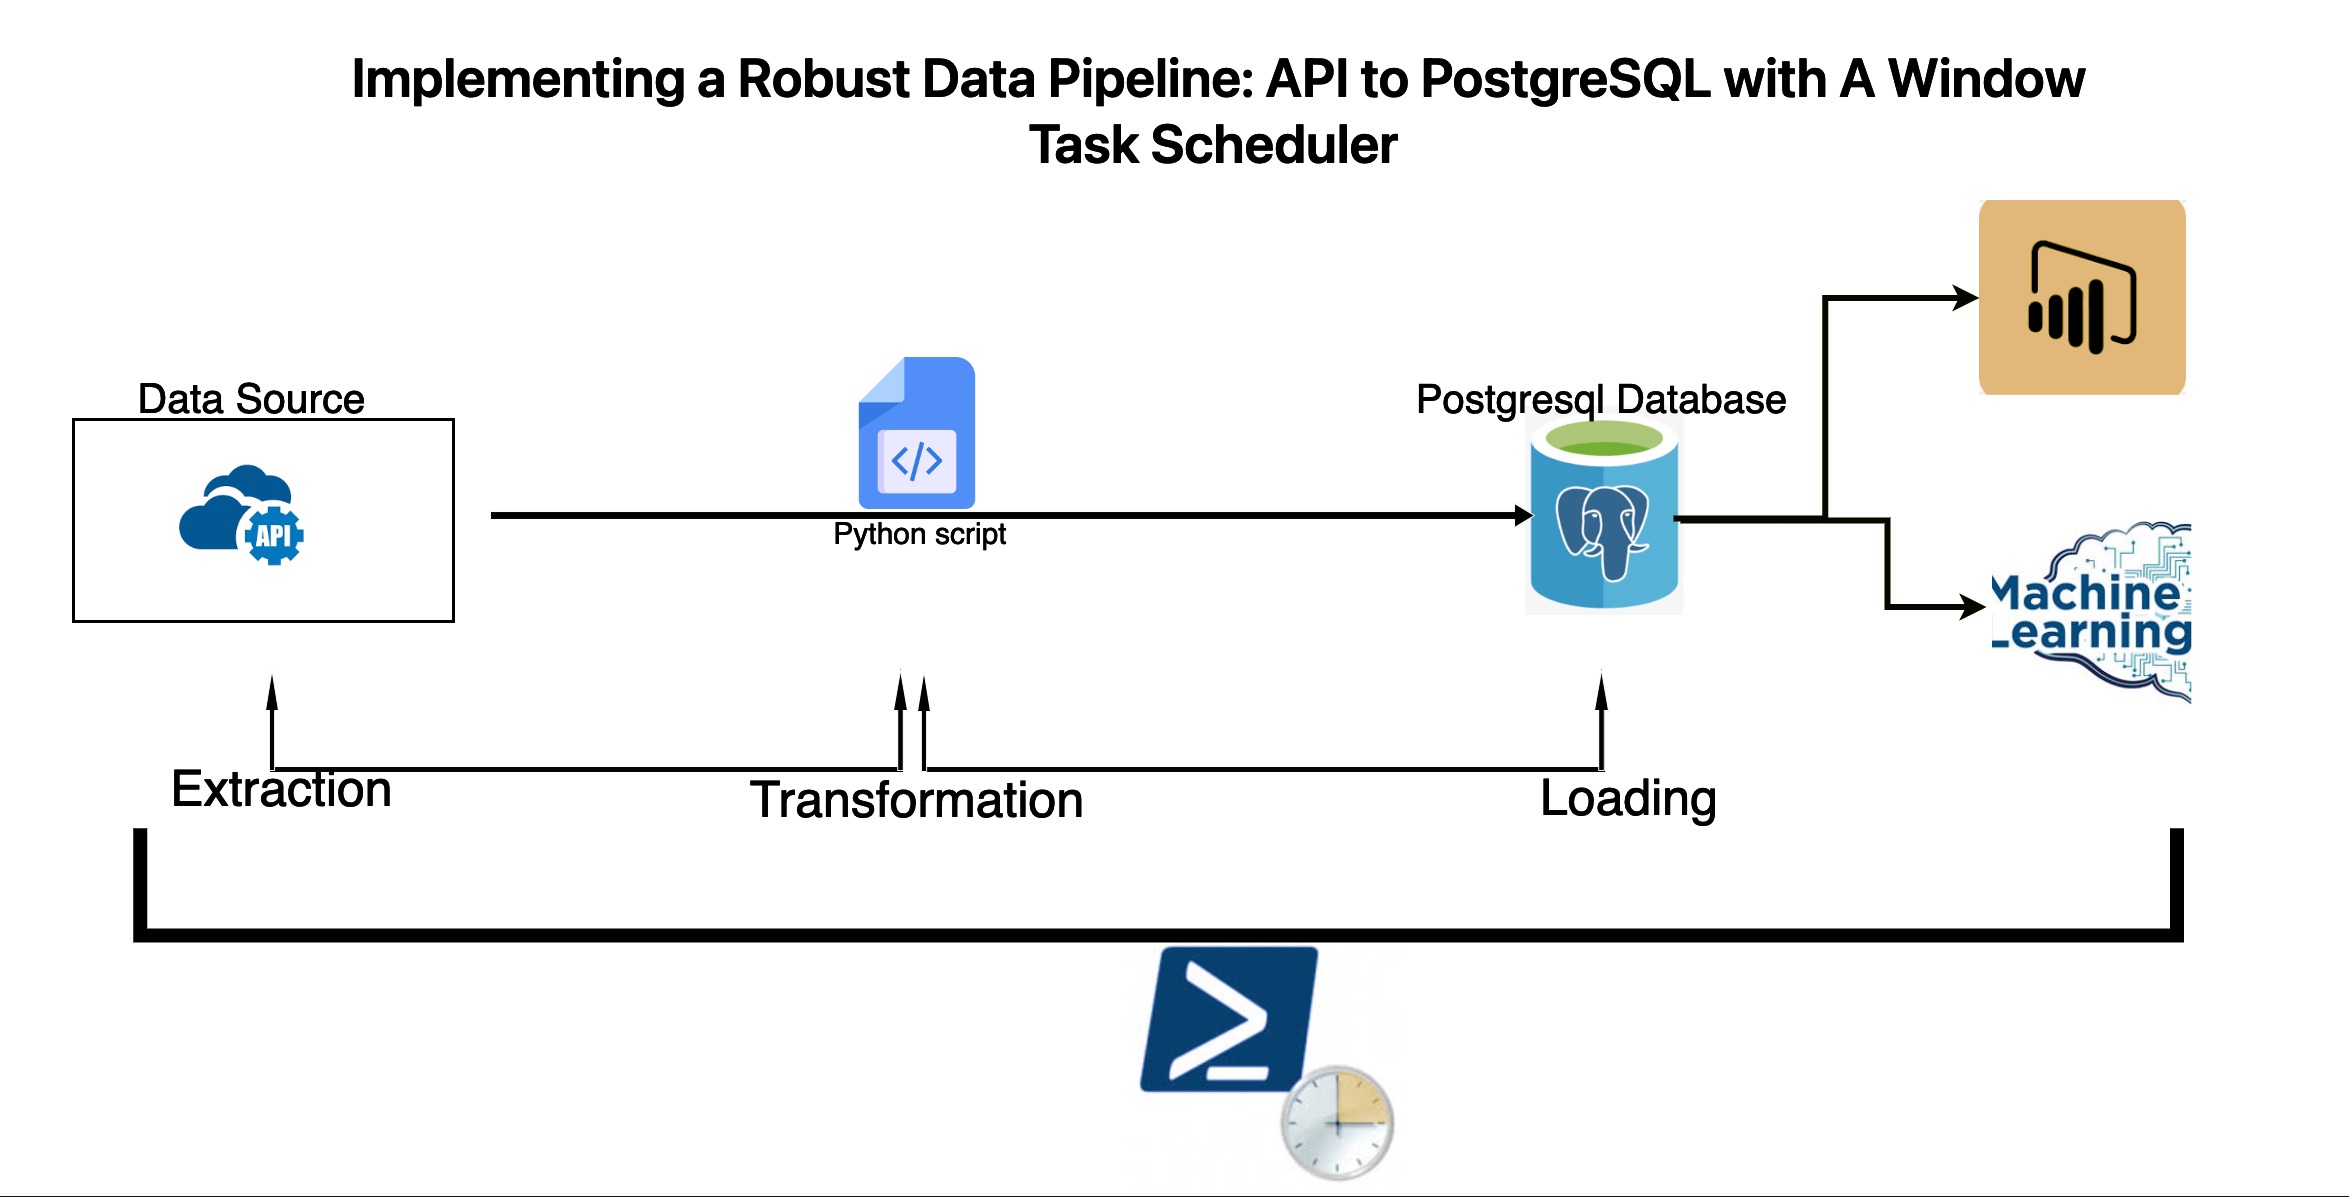 Implementing a Robust Data Pipeline: API to PostgreSQL with A Window
Task Scheduler
Data Source
API
</>
Python script
Postgresql Database
Machine
Learning
Extraction
Transformation
Loading